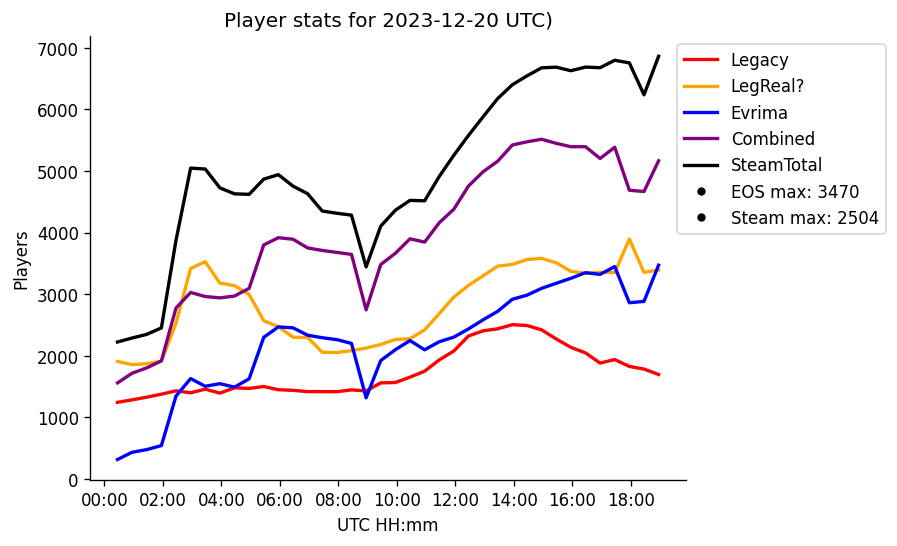 Player stats for 2023-12-20 UTC)
7000
6000
5000
4000
3000
2000
1000
0
Players
00:00 02:00 04:00 06:00 08:00 10:00 12:00 14:00 16:00 18:00
UTC HH:mm
Legacy
LegReal?
Evrima
Combined
SteamTotal
EOS max: 3470
Steam max: 2504